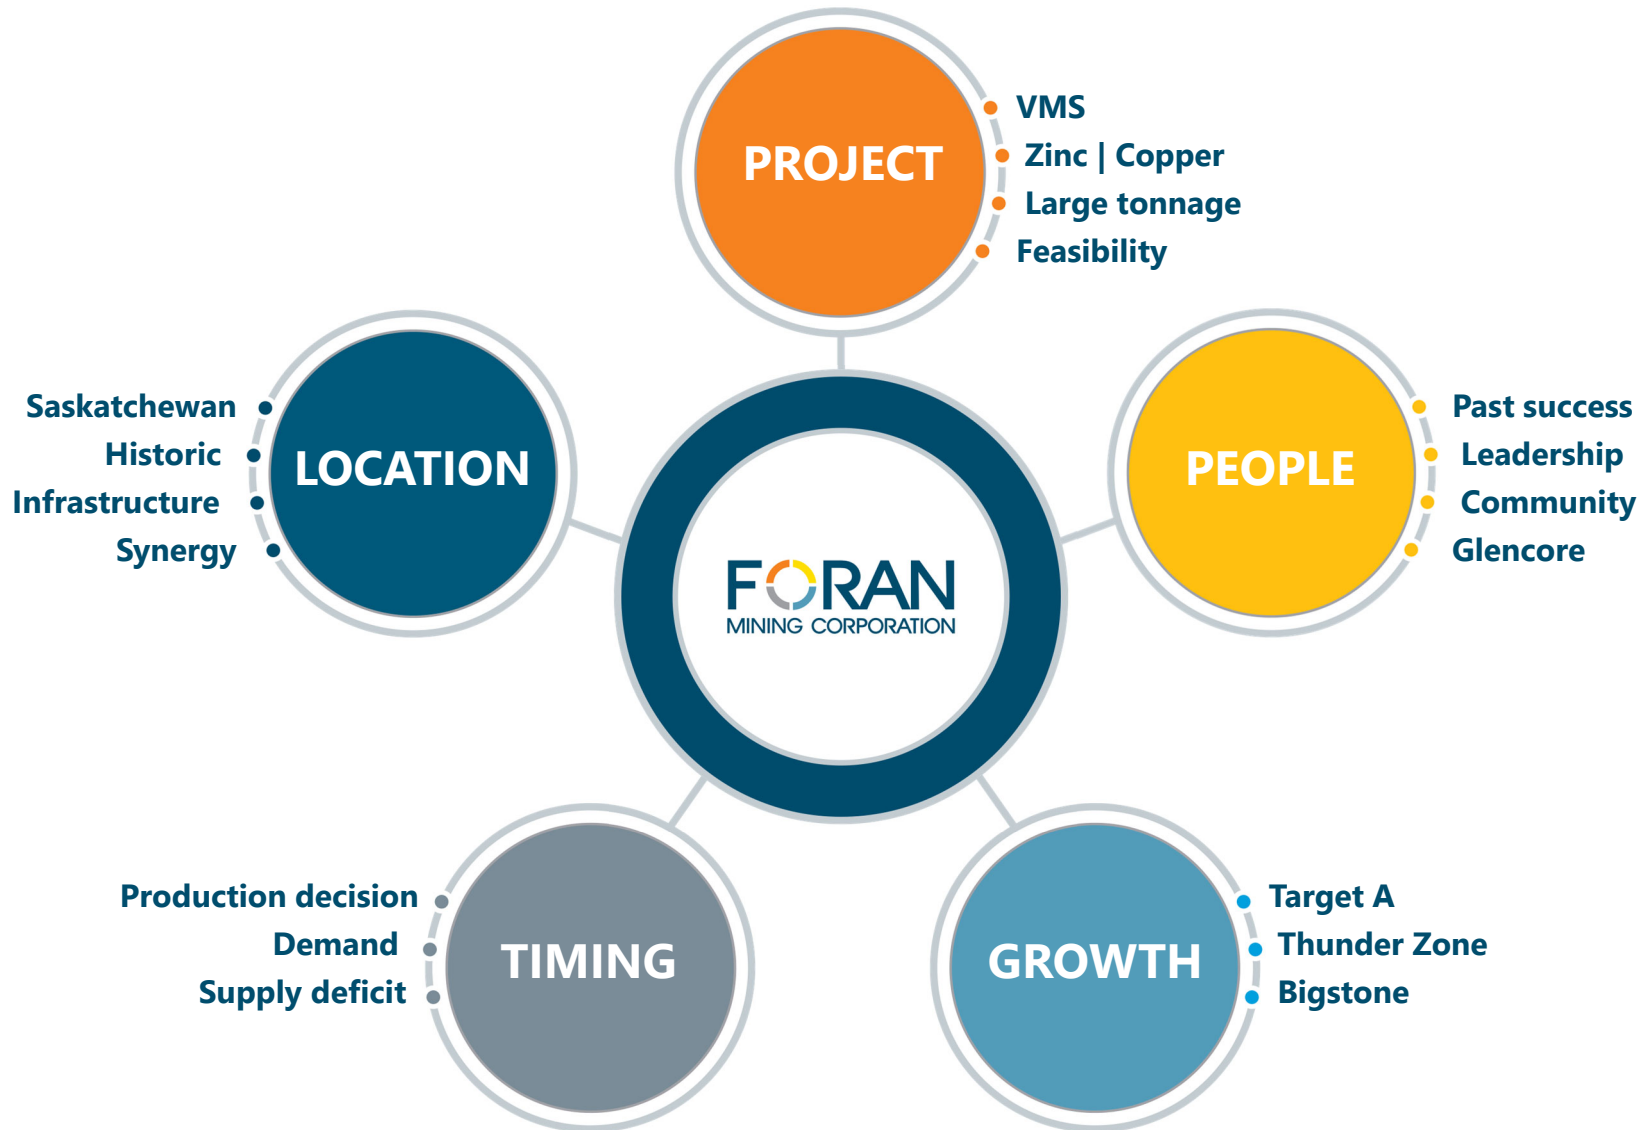 PROJECT
VMS
Zinc | Copper
Large tonnage
Feasibility
LOCATION
Saskatchewan
Historic
Infrastructure
Synergy
PEOPLE
Past success
Leadership
Community
Glencore
FORAN
MINING CORPORATION
TIMING
Production decision
Demand
Supply deficit
GROWTH
Target A
Thunder Zone
Bigstone